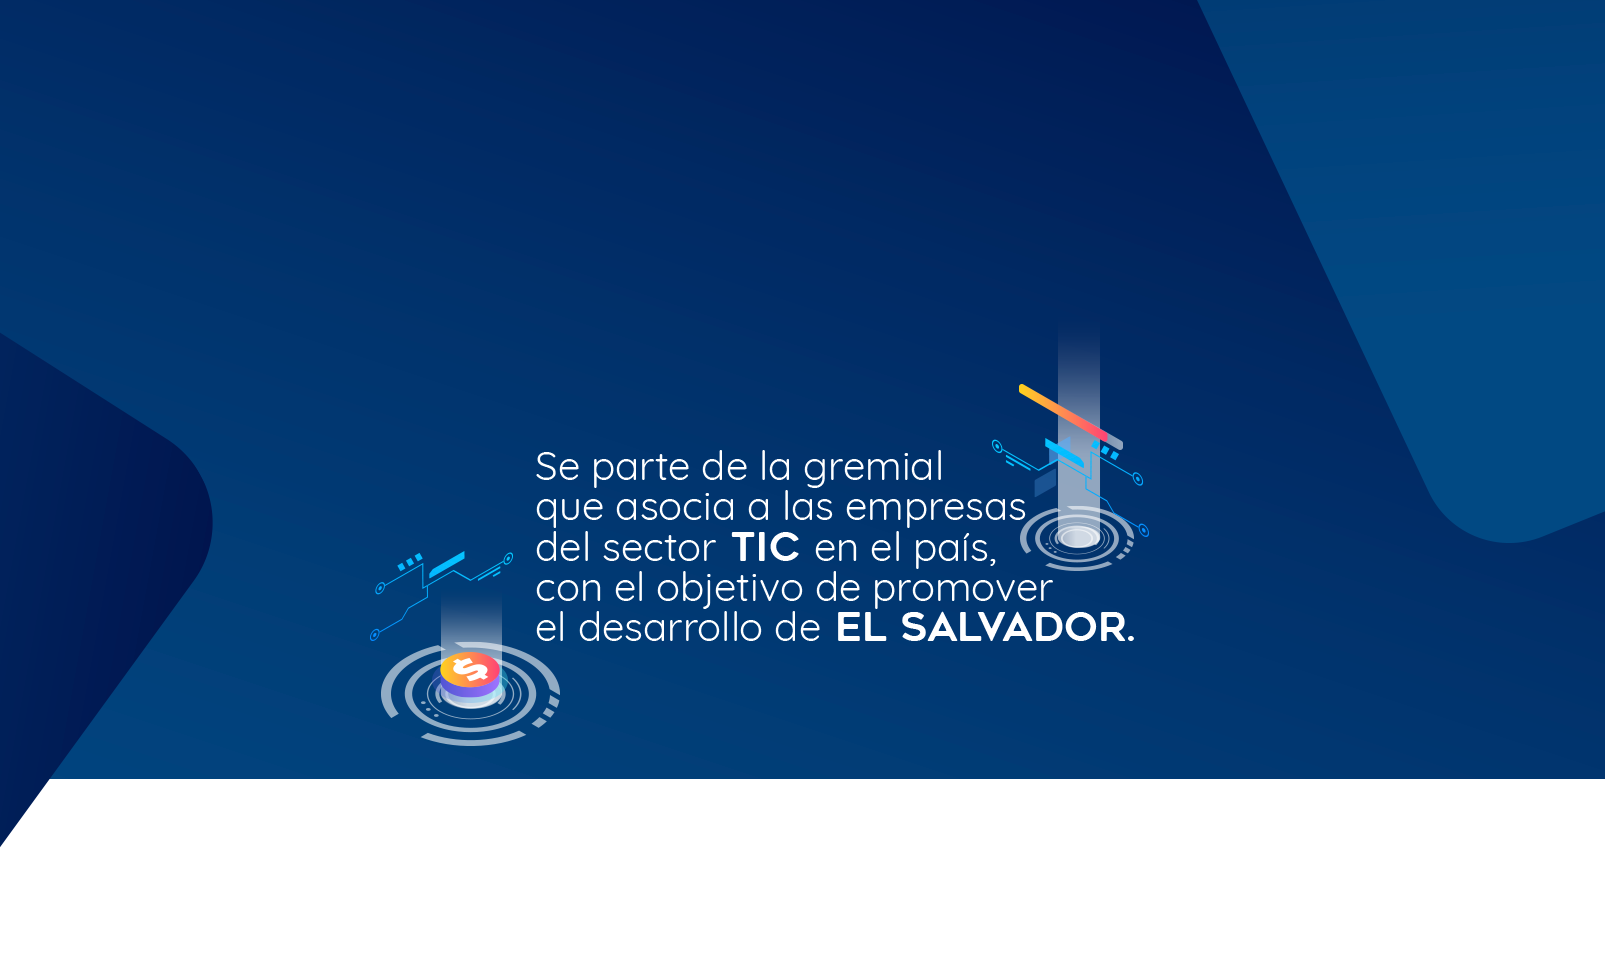 Se parte de la gremial
que asocia a las empresas
del sector TIC en el país,
con el objetivo de promover
el desarrollo de EL SALVADOR.